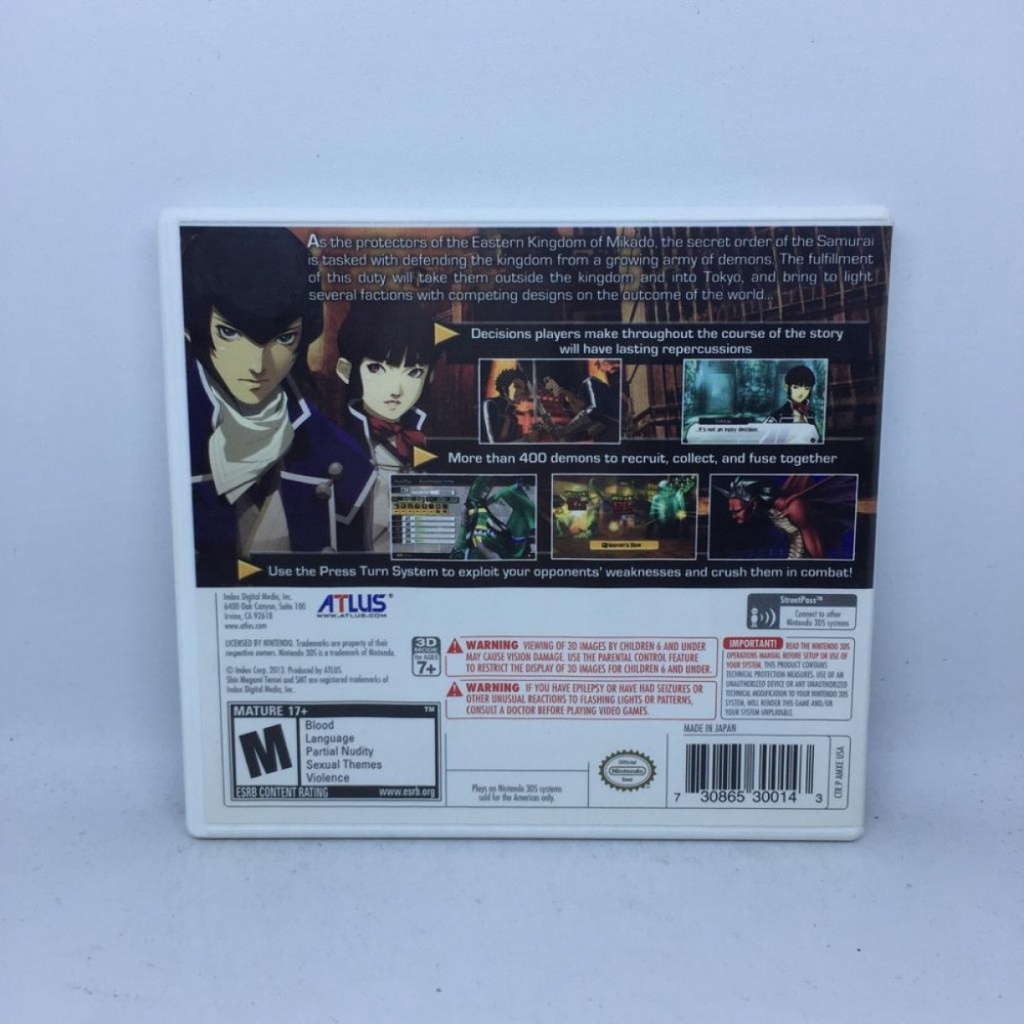 As the protectors of the Eastern Kingdom of Mikado, the secret order of the Samurai
is tasked with defending the kingdom from a growing army of demons. The fulfillment
of this duty will take them outside the kingdom and into Tokyo, and bring to light
several factions with competing designs on the outcome of the world...
Decisions players make throughout the course of the story
will have lasting repercussions
...It's not an easy decision.
More than 400 demons to recruit, collect, and fuse together
Use the Press Turn System to exploit your opponents' weaknesses and crush them in combat!
Index Digital Media, Inc.
6400 Oak Canyon, Suite 100
Irvine, CA 92618
www.atlus.com
ATLUS®
WWW.ATLUS.COM
StreetPass™
Connect to other
Nintendo 3DS systems
LICENSED BY NINTENDO. Trademarks are property of their
respective owners. Nintendo 3DS is a trademark of Nintendo.
© Index Corp. 2013. Produced by ATLUS.
Shin Megami Tensei and SMT are registered trademarks of
Index Digital Media, Inc.
3D
MODE
for AGES
7+
WARNING VIEWING OF 3D IMAGES BY CHILDREN 6 AND UNDER
MAY CAUSE VISION DAMAGE. USE THE PARENTAL CONTROL FEATURE
TO RESTRICT THE DISPLAY OF 3D IMAGES FOR CHILDREN 6 AND UNDER.
WARNING IF YOU HAVE EPILEPSY OR HAVE HAD SEIZURES OR
OTHER UNUSUAL REACTIONS TO FLASHING LIGHTS OR PATTERNS,
CONSULT A DOCTOR BEFORE PLAYING VIDEO GAMES.
IMPORTANT! READ THE NINTENDO 3DS
OPERATIONS MANUAL BEFORE SETUP OR USE OF
YOUR SYSTEM. THIS PRODUCT CONTAINS
TECHNICAL PROTECTION MEASURES. USE OF AN
UNAUTHORIZED DEVICE OR ANY UNAUTHORIZED
TECHNICAL MODIFICATION TO YOUR NINTENDO 3DS
SYSTEM, WILL RENDER THIS GAME AND/OR
YOUR SYSTEM UNPLAYABLE.
MATURE 17+
TM
M
Blood
Language
Partial Nudity
Sexual Themes
Violence
ESRB CONTENT RATING www.esrb.org
Plays on Nintendo 3DS systems
sold for the Americas only.
Official
Nintendo
Seal
MADE IN JAPAN
7 30865 30014 3
CTR P AMXE USA